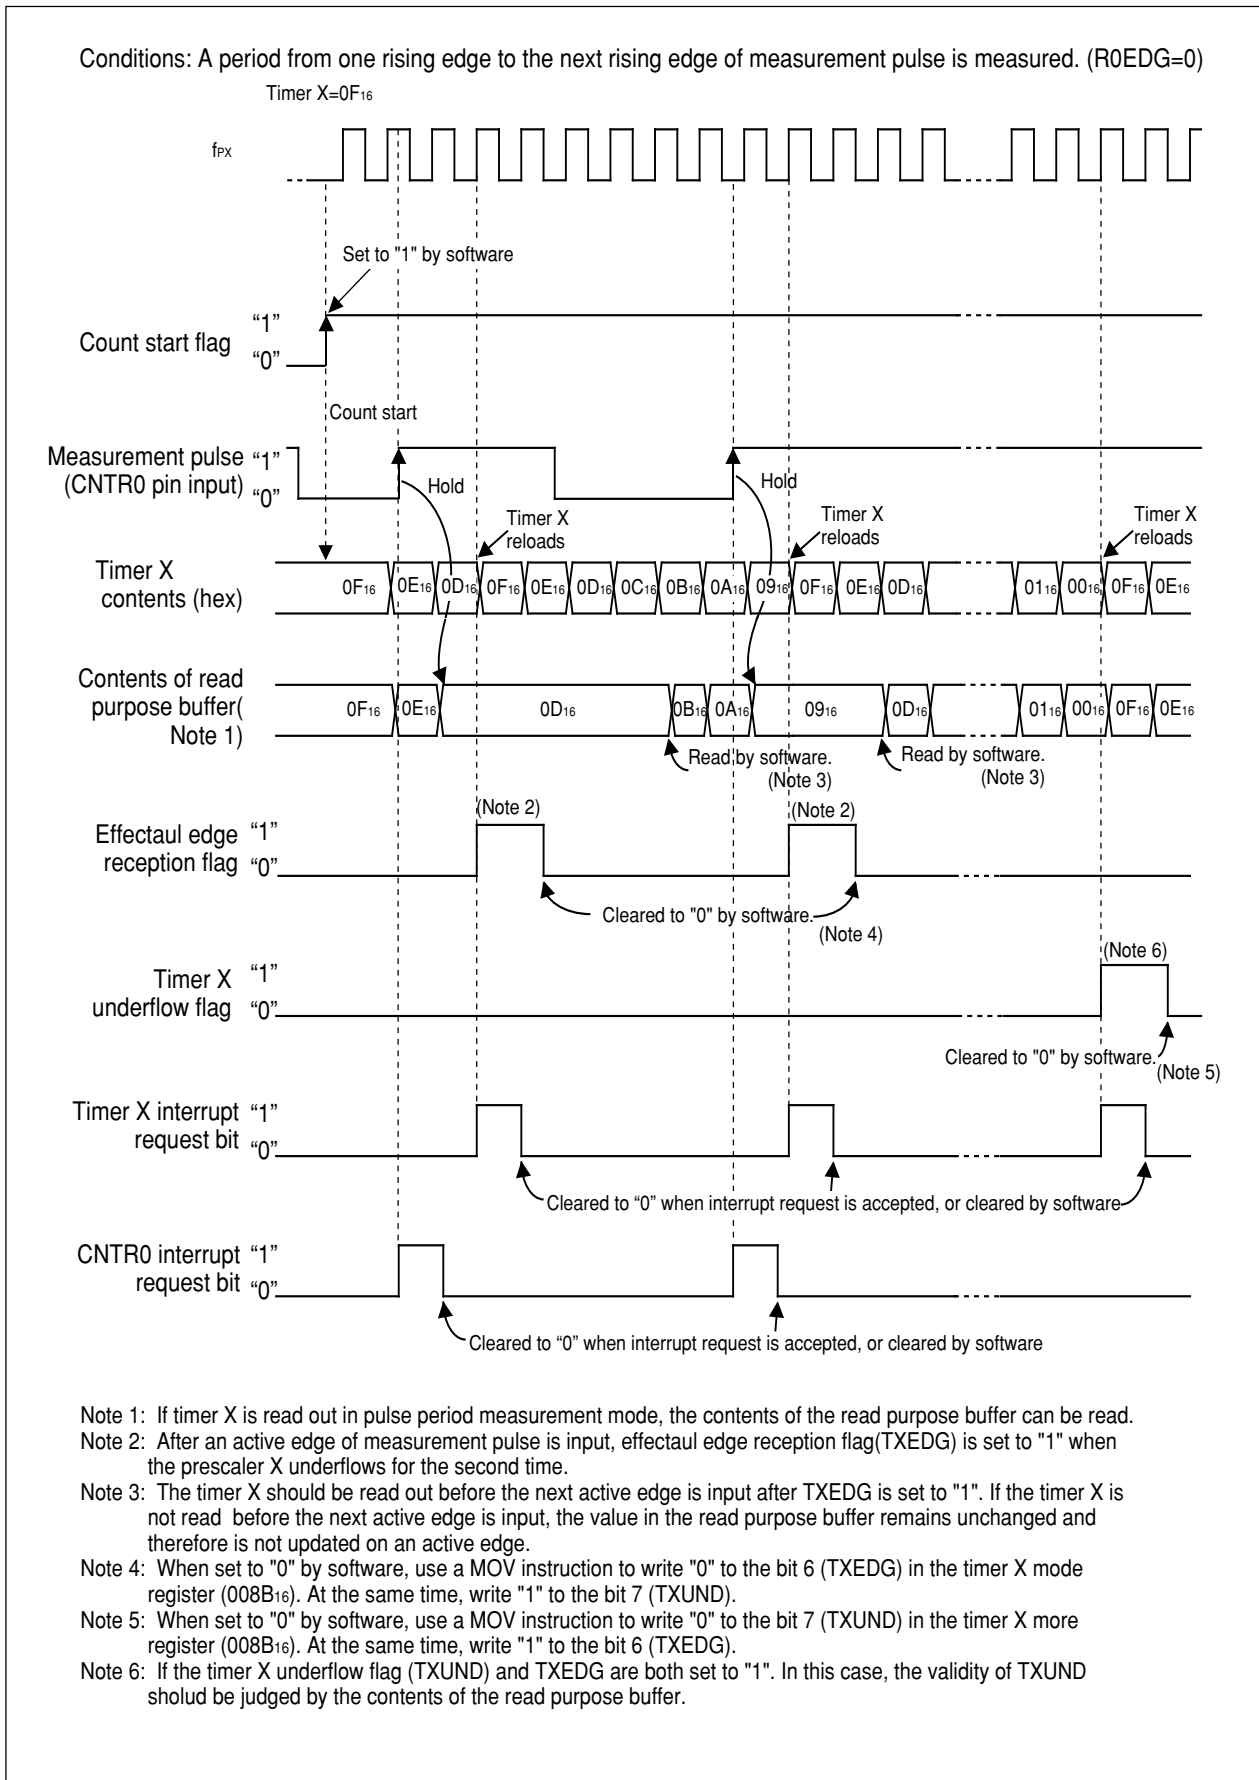 Conditions: A period from one rising edge to the next rising edge of measurement pulse is measured. (R0EDG=0)
Timer X=0F16
fPX
Set to "1" by software
“1”
Count start flag
“0”
Count start
Measurement pulse “1”
(CNTR0 pin input) “0”
Hold
Hold
Timer X
reloads
Timer X
reloads
Timer X
reloads
Timer X
contents (hex)
0F16 0E16 0D16 0F16 0E16 0D16 0C16 0B16 0A16 0916 0F16 0E16 0D16 0116 0016 0F16 0E16
Contents of read
purpose buffer(
Note 1)
0F16 0E16 0D16 0B16 0A16 0916 0D16 0116 0016 0F16 0E16
Read by software.
(Note 3)
Read by software.
(Note 3)
(Note 2)
(Note 2)
Effectaul edge “1”
reception flag “0”
Cleared to "0" by software.
(Note 4)
(Note 6)
Timer X “1”
underflow flag “0”
Cleared to "0" by software.
(Note 5)
Timer X interrupt “1”
request bit “0”
Cleared to “0” when interrupt request is accepted, or cleared by software
CNTR0 interrupt “1”
request bit “0”
Cleared to “0” when interrupt request is accepted, or cleared by software
Note 1: If timer X is read out in pulse period measurement mode, the contents of the read purpose buffer can be read.
Note 2: After an active edge of measurement pulse is input, effectaul edge reception flag(TXEDG) is set to "1" when
the prescaler X underflows for the second time.
Note 3: The timer X should be read out before the next active edge is input after TXEDG is set to "1". If the timer X is
not read before the next active edge is input, the value in the read purpose buffer remains unchanged and
therefore is not updated on an active edge.
Note 4: When set to "0" by software, use a MOV instruction to write "0" to the bit 6 (TXEDG) in the timer X mode
register (008B16). At the same time, write "1" to the bit 7 (TXUND).
Note 5: When set to "0" by software, use a MOV instruction to write "0" to the bit 7 (TXUND) in the timer X more
register (008B16). At the same time, write "1" to the bit 6 (TXEDG).
Note 6: If the timer X underflow flag (TXUND) and TXEDG are both set to "1". In this case, the validity of TXUND
sholud be judged by the contents of the read purpose buffer.